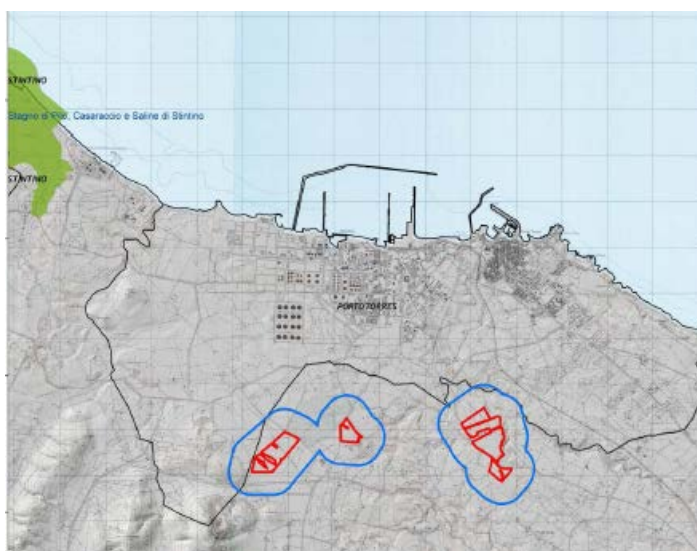 STINTINO
Stagno di Pilo, Casaraccio e Saline di Stintino
STINTINO
PORTO TORRES